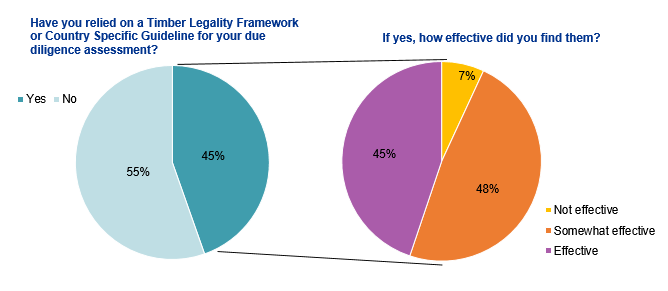 Have you relied on a Timber Legality Framework
or Country Specific Guideline for your due
diligence assessment?
If yes, how effective did you find them?
Yes No
55%
45%
7%
45%
48%
Not effective
Somewhat effective
Effective